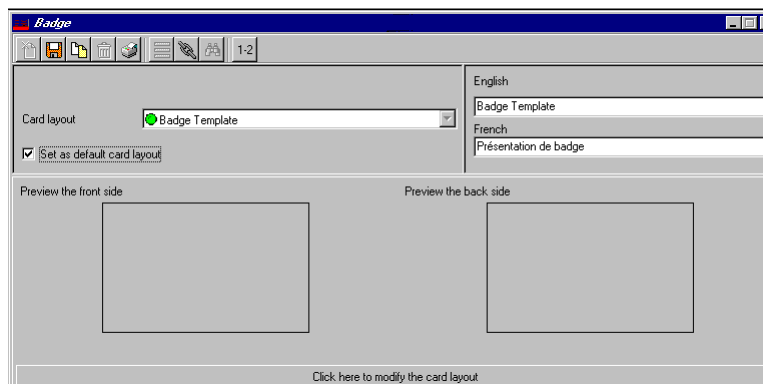 Badge
1-2
Card layout
Badge Template
Set as default card layout
English
Badge Template
French
Présentation de badge
Preview the front side
Preview the back side
Click here to modify the card layout